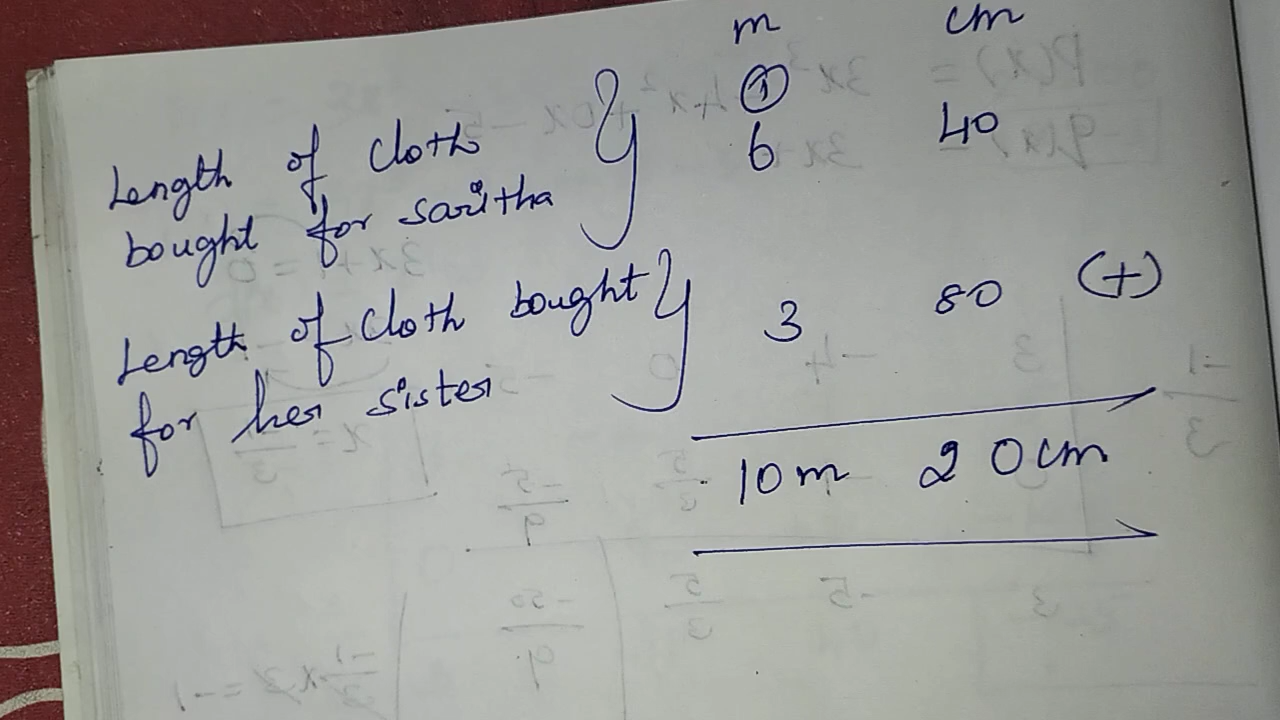 m cm
1
Length of cloth } 6 40
bought for saritha
Length of cloth bought } 3 80 (+)
for her sister
10m 20cm